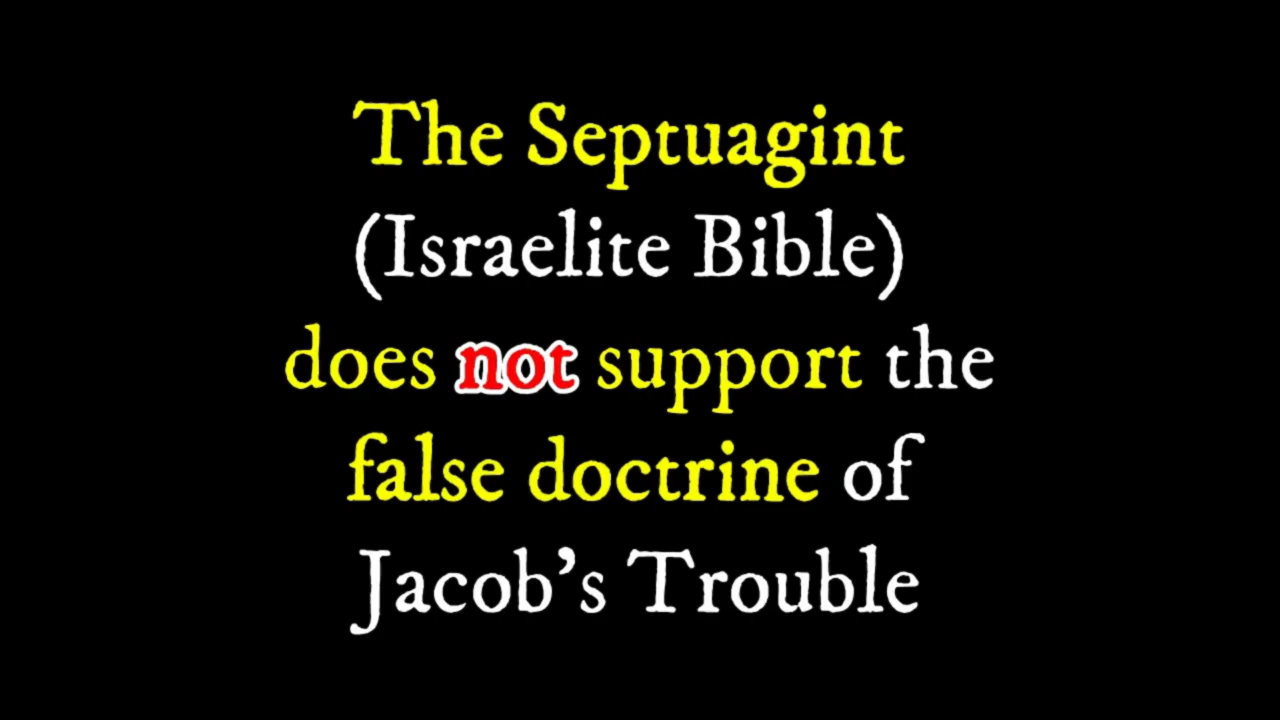 The Septuagint
(Israelite Bible)
does not support the
false doctrine of
Jacob’s Trouble